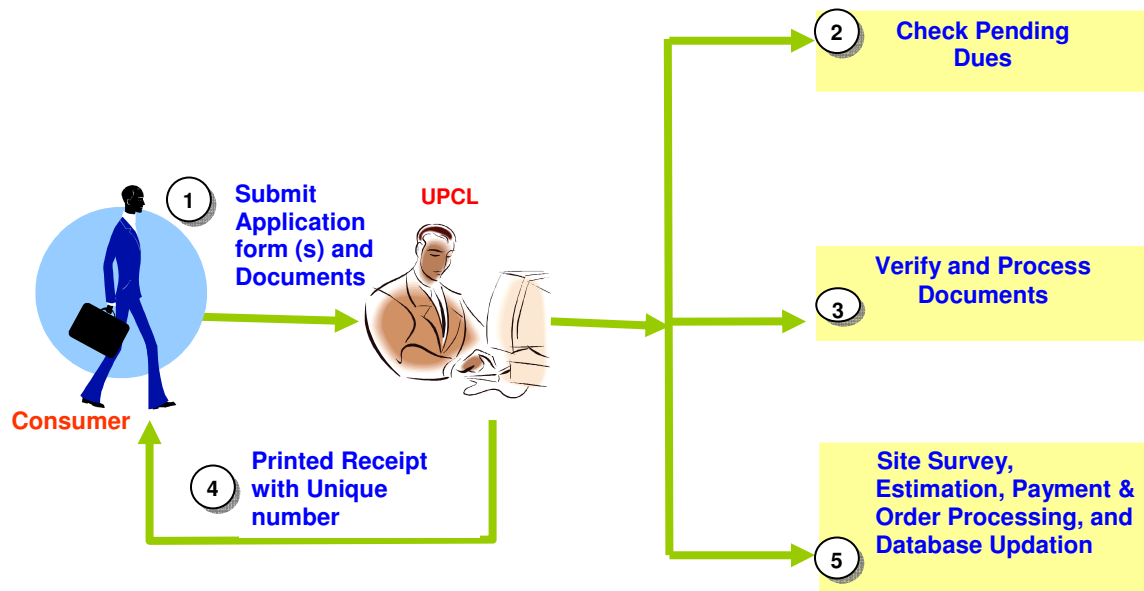 2
Check Pending
Dues
1
Submit
Application
form (s) and
Documents
UPCL
Consumer
3
Verify and Process
Documents
4
Printed Receipt
with Unique
number
5
Site Survey,
Estimation, Payment &
Order Processing, and
Database Updation